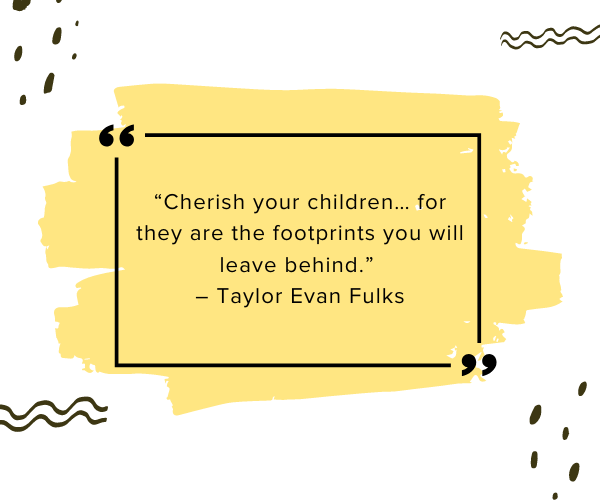 “Cherish your children... for
they are the footprints you will
leave behind.”
– Taylor Evan Fulks